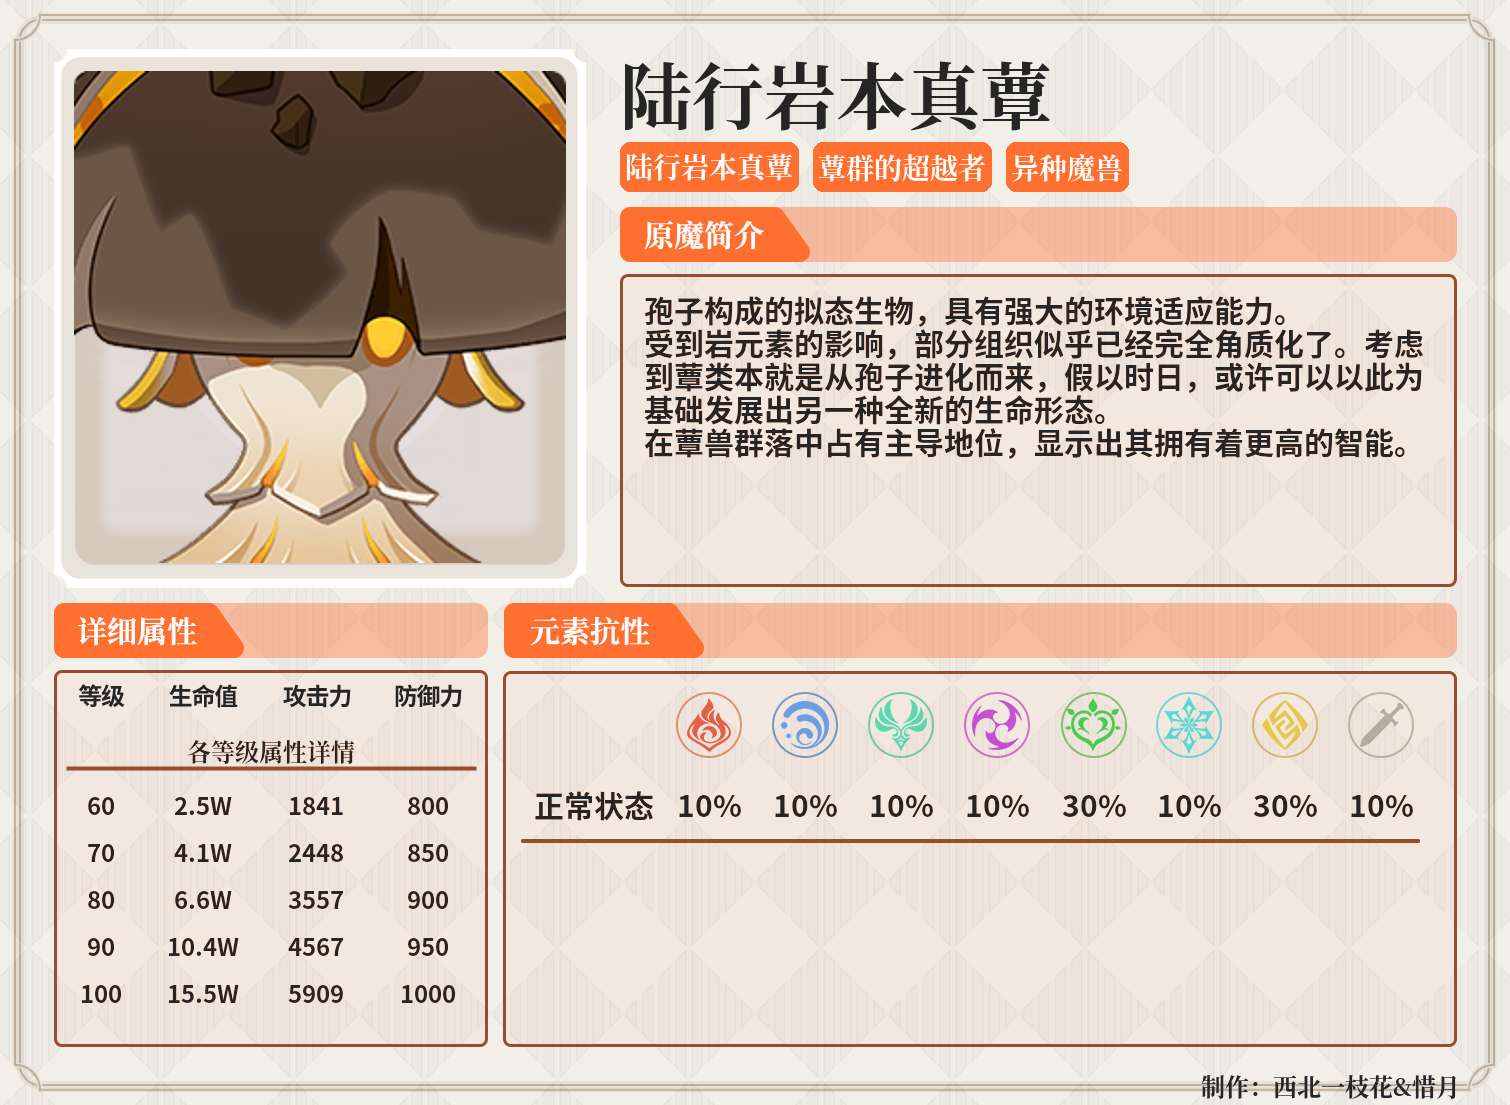 陆行岩本真蕈
陆行岩本真蕈 蕈群的超越者 异种魔兽
原魔简介
孢子构成的拟态生物，具有强大的环境适应能力。
受到岩元素的影响，部分组织似乎已经完全角质化了。考虑
到蕈类本就是从孢子进化而来，假以时日，或许可以以此为
基础发展出另一种全新的生命形态。
在蕈兽群落中占有主导地位，显示出其拥有着更高的智能。
详细属性
等级 生命值 攻击力 防御力
各等级属性详情
60 2.5W 1841 800
70 4.1W 2448 850
80 6.6W 3557 900
90 10.4W 4567 950
100 15.5W 5909 1000
元素抗性
正常状态 10% 10% 10% 10% 30% 10% 30% 10%
制作：西北一枝花&惜月